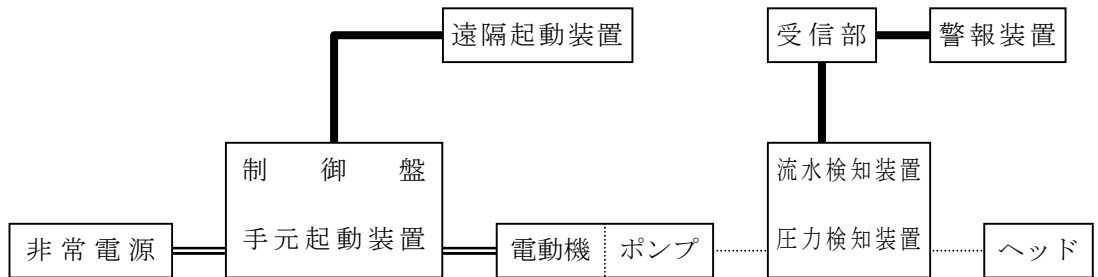 遠隔起動装置
受信部
警報装置
制御盤
手元起動装置
流水検知装置
圧力検知装置
非常電源
電動機
ポンプ
ヘッド